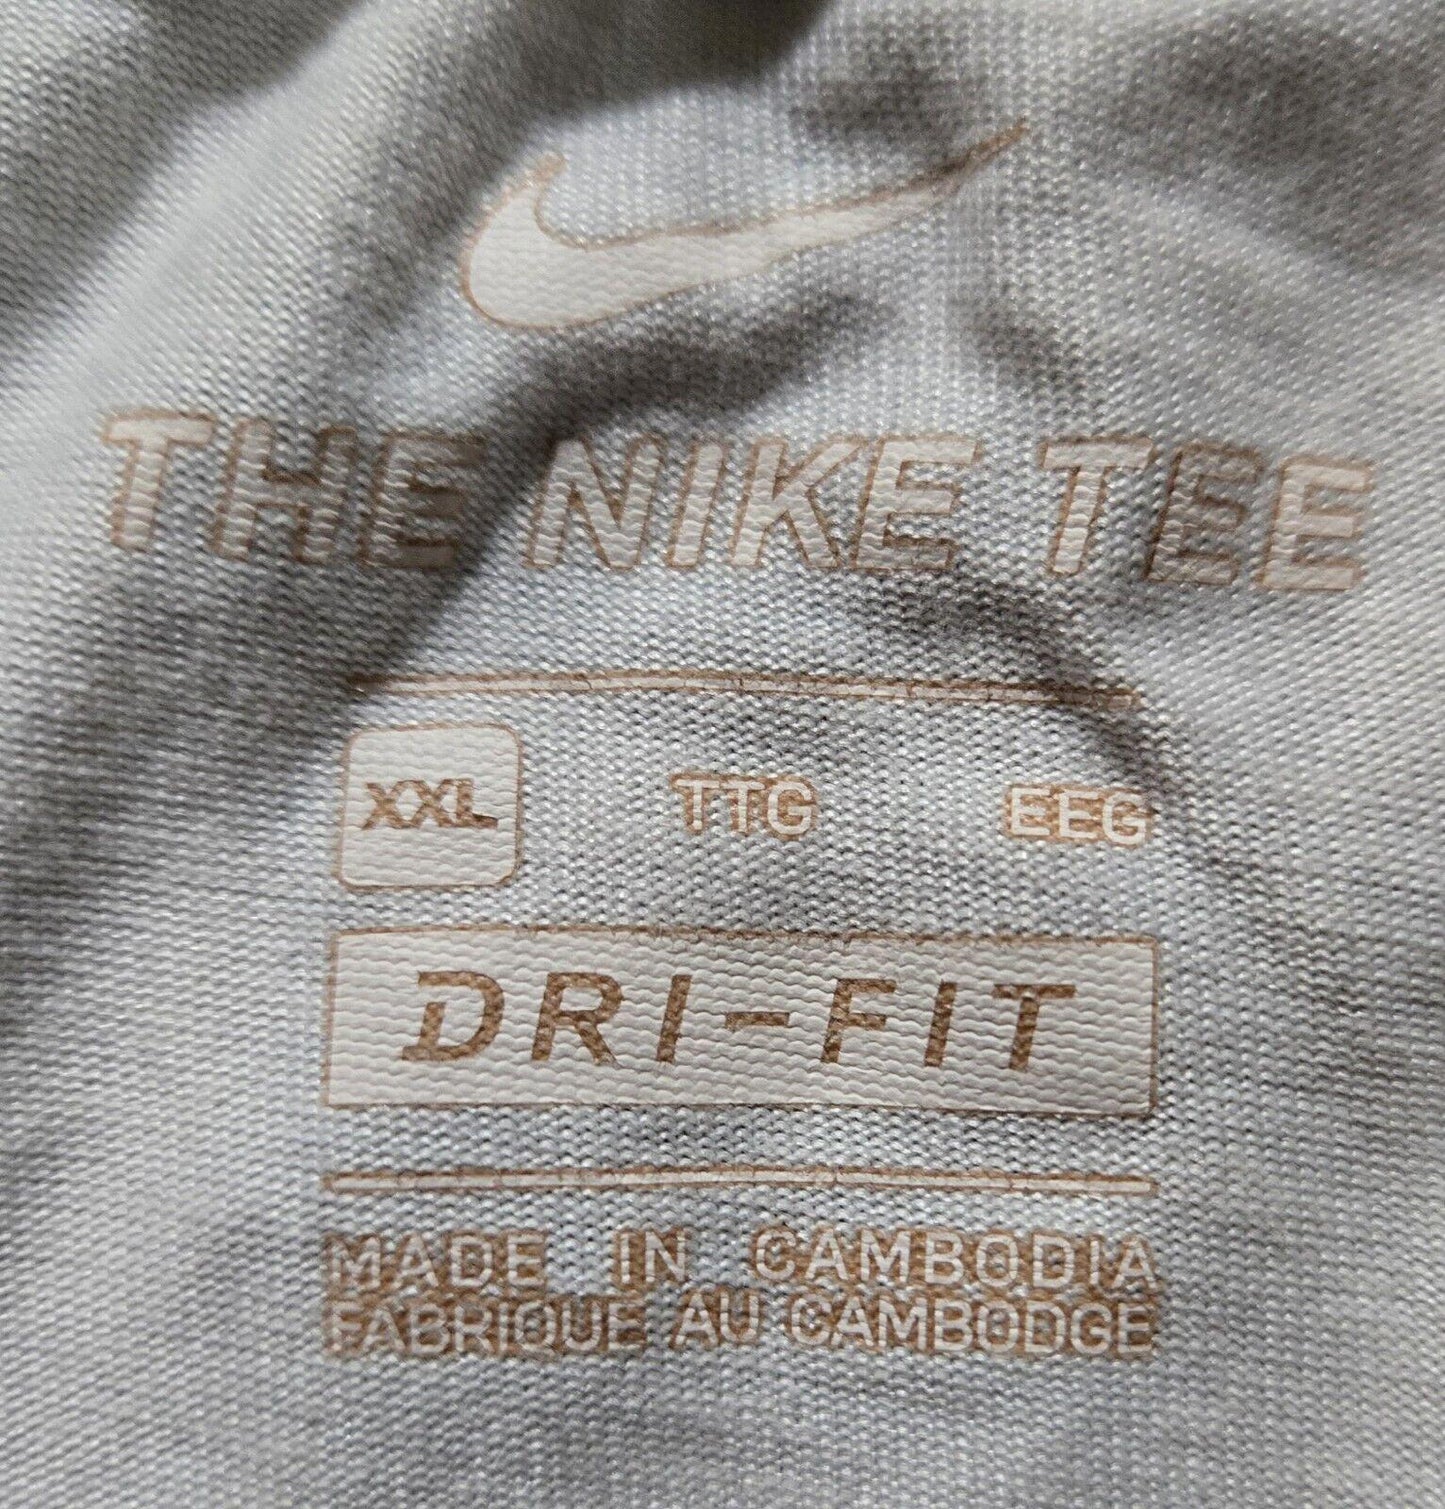 THE NIKE TEE
XXL TTG EEG
DRI-FIT
MADE IN CAMBODIA
FABRIQUE AU CAMBODGE